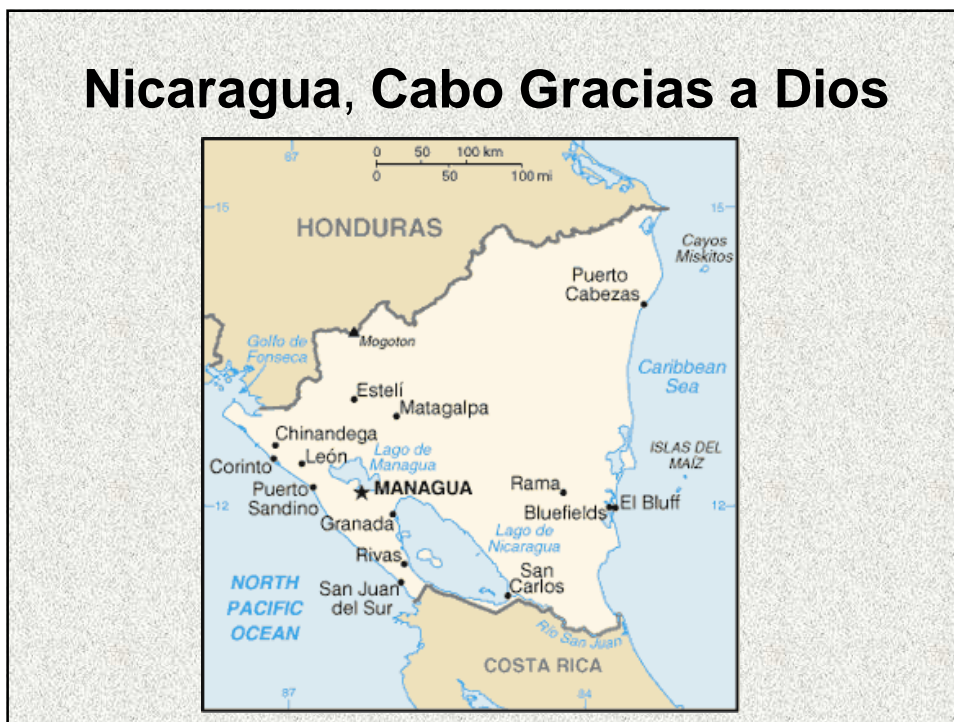 Nicaragua, Cabo Gracias a Dios
87
0 50 100 km
0 50 100 mi
15
15
HONDURAS
Cayos
Miskitos
Puerto
Cabezas
Golfo de
Fonseca
Mogoton
Caribbean
Sea
Estelí
Matagalpa
Chinandega
León
Lago de
Managua
ISLAS DEL
MAÍZ
Corinto
Puerto
Sandino
MANAGUA
Rama
12
12
Granada
Bluefields
El Bluff
Lago de
Nicaragua
Rivas
San
Carlos
San Juan
del Sur
NORTH
PACIFIC
OCEAN
Río San Juan
COSTA RICA
87
84